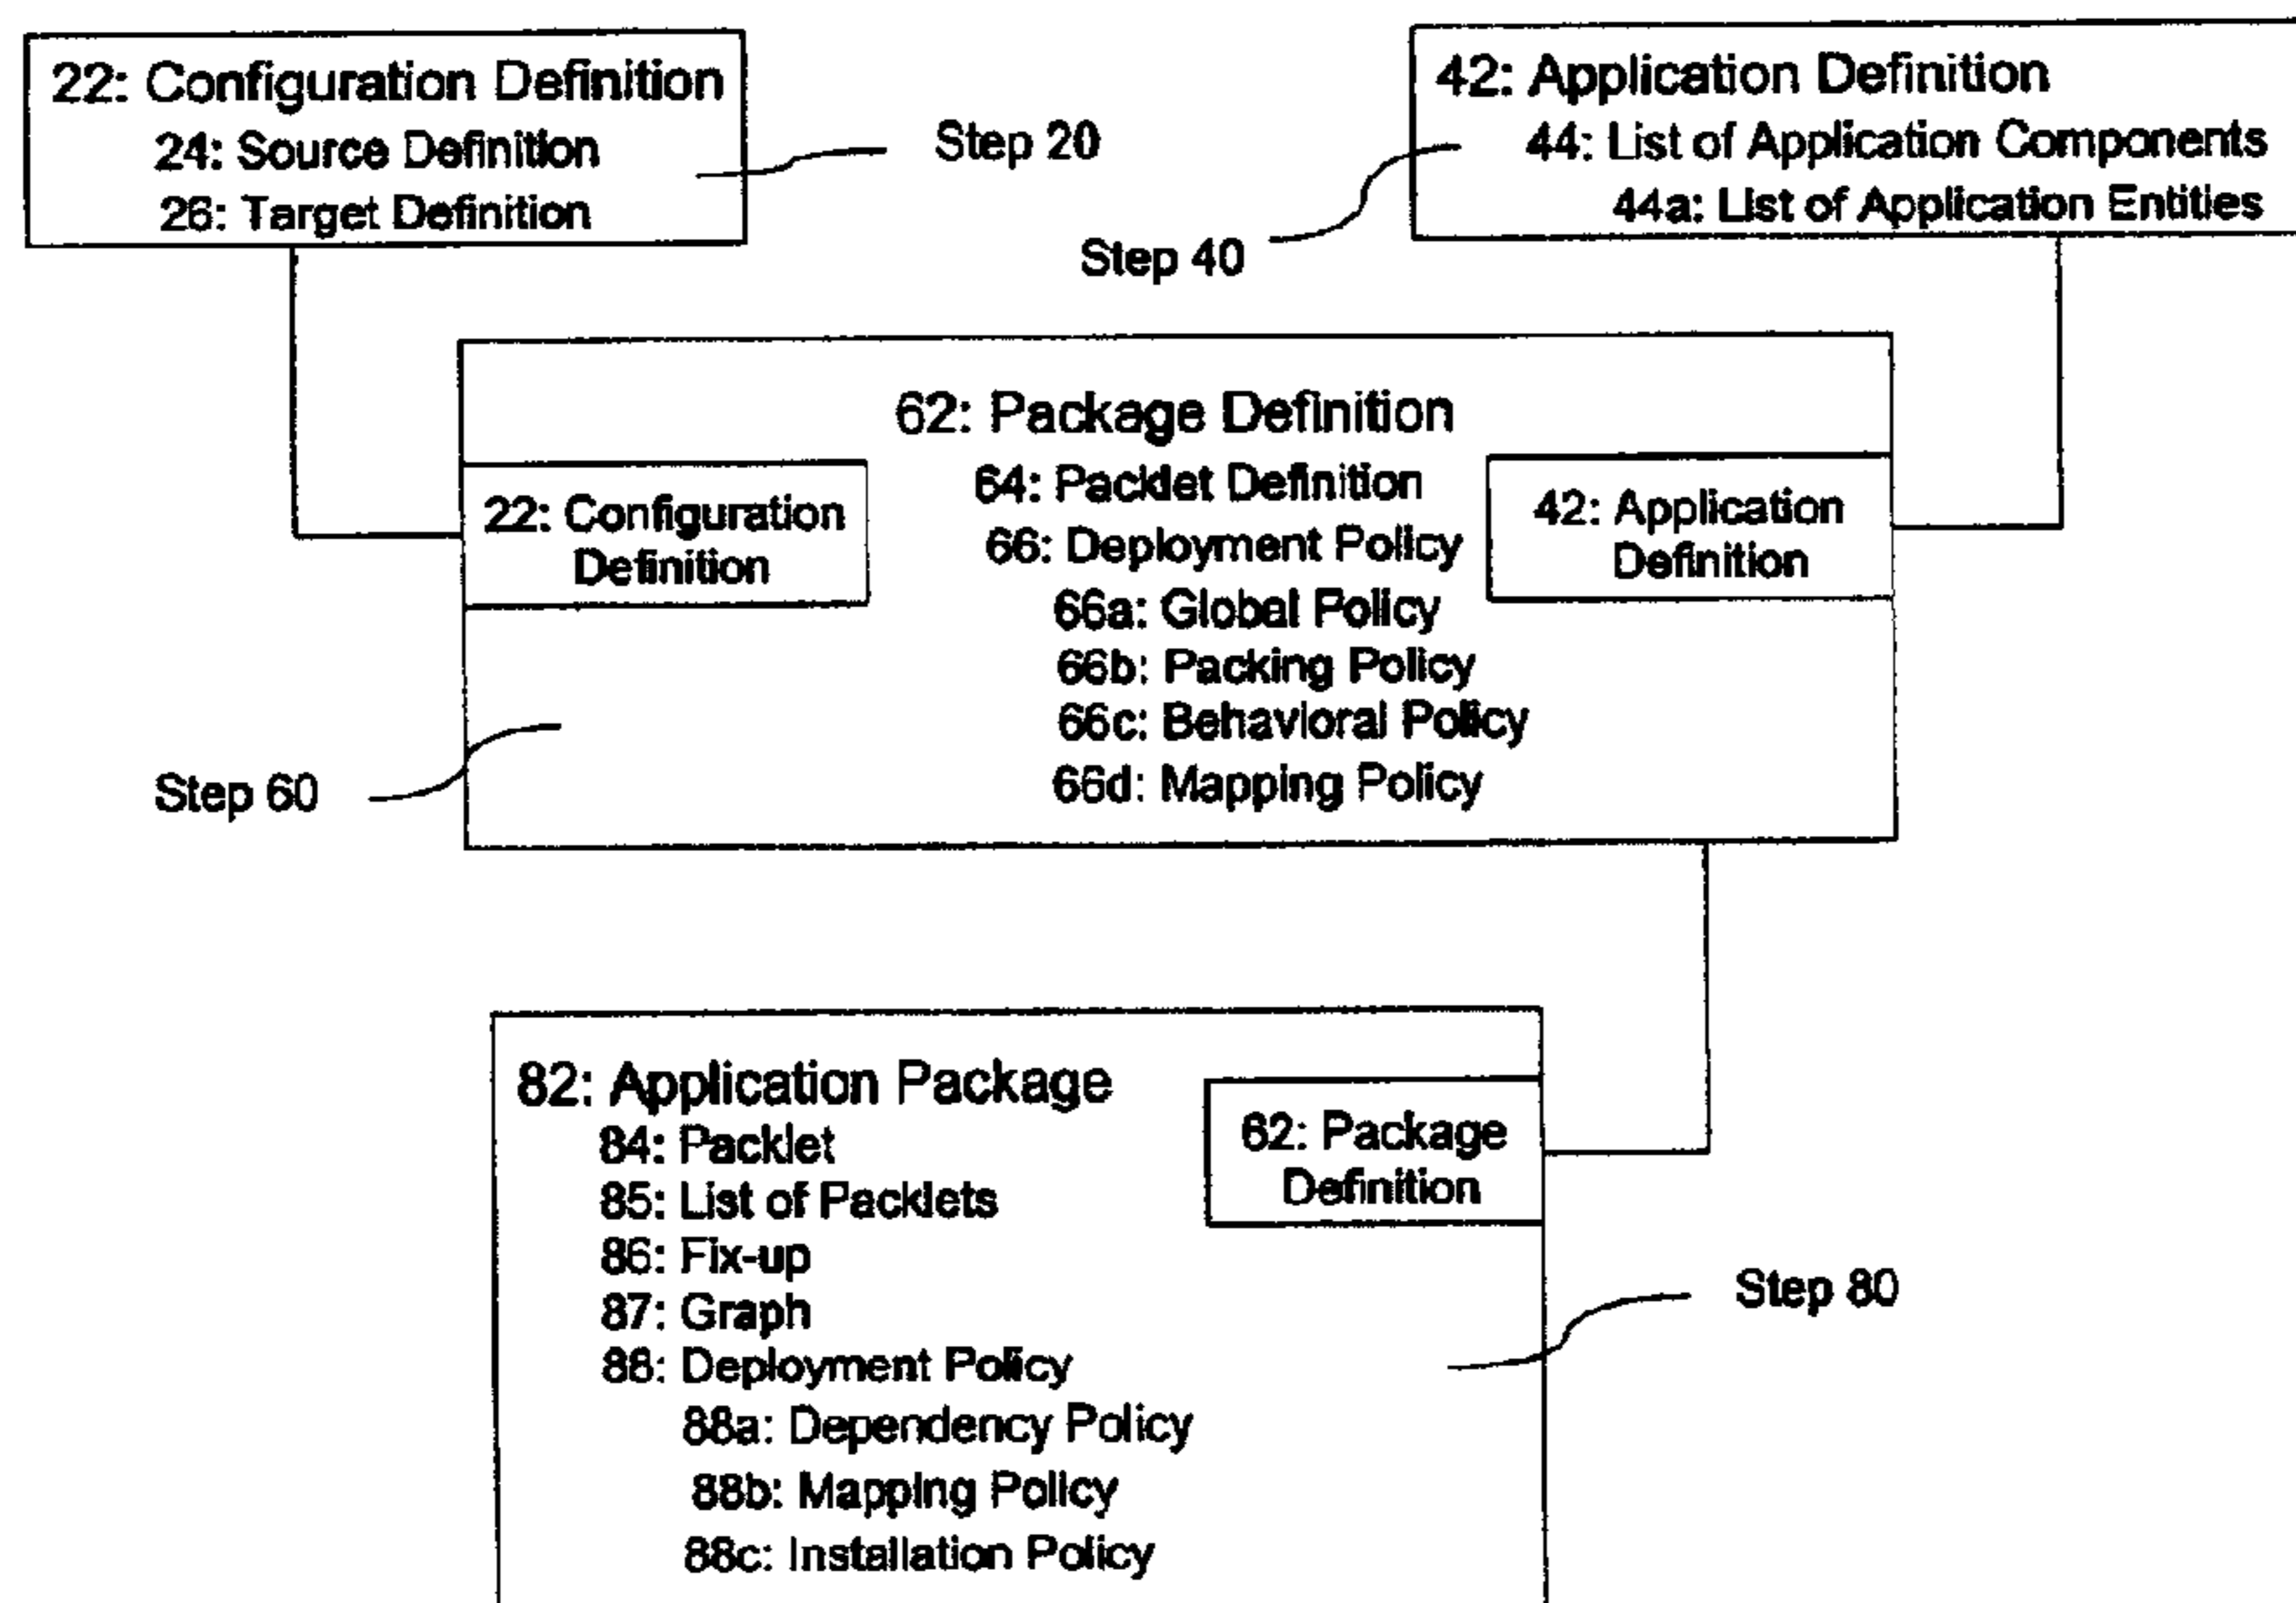 22: Configuration Definition
24: Source Definition
26: Target Definition
Step 20
42: Application Definition
44: List of Application Components
44a: List of Application Entities
Step 40
62: Package Definition
64: Packlet Definition
66: Deployment Policy
66a: Global Policy
66b: Packing Policy
66c: Behavioral Policy
66d: Mapping Policy
22: Configuration
Definition
42: Application
Definition
Step 60
82: Application Package
84: Packlet
85: List of Packlets
86: Fix-up
87: Graph
88: Deployment Policy
88a: Dependency Policy
88b: Mapping Policy
88c: Installation Policy
62: Package
Definition
Step 80